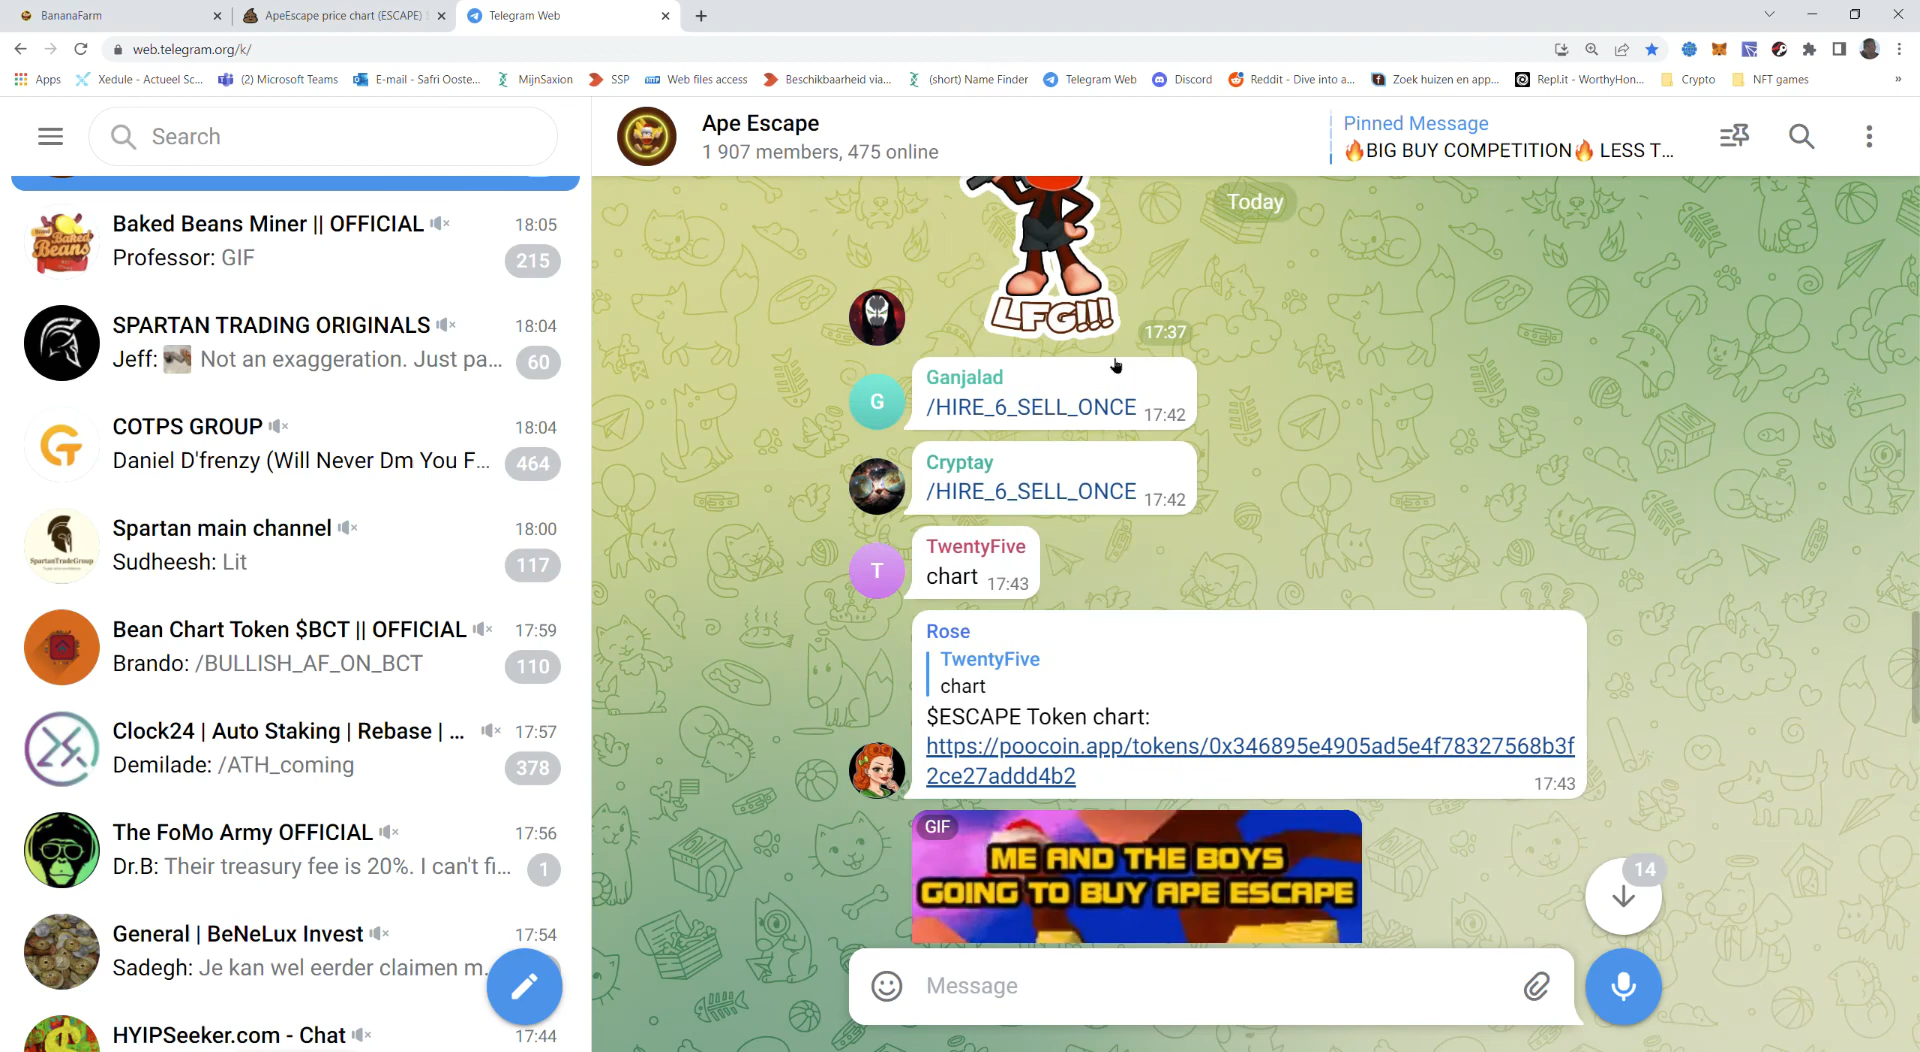 BananaFarm
ApeEscape price chart (ESCAPE)
Telegram Web
web.telegram.org/k/
Apps
Xedule - Actueel Sc...
(2) Microsoft Teams
E-mail - Safri Ooste...
MijnSaxion
SSP
Web files access
Beschikbaarheid via...
(short) Name Finder
Telegram Web
Discord
Reddit - Dive into a...
Zoek huizen en app...
Repl.it - WorthyHon...
Crypto
NFT games
»
Search
Ape Escape
1 907 members, 475 online
Pinned Message
🔥BIG BUY COMPETITION🔥 LESS T...
Baked Beans Miner || OFFICIAL 18:05
Professor: GIF 215
SPARTAN TRADING ORIGINALS 18:04
Jeff: Not an exaggeration. Just pa... 60
COTPS GROUP 18:04
Daniel D'frenzy (Will Never Dm You F... 464
Spartan main channel 18:00
Sudheesh: Lit 117
Bean Chart Token $BCT || OFFICIAL 17:59
Brando: /BULLISH_AF_ON_BCT 110
Clock24 | Auto Staking | Rebase | ... 17:57
Demilade: /ATH_coming 378
The FoMo Army OFFICIAL 17:56
Dr.B: Their treasury fee is 20%. I can't fi... 1
General | BeNeLux Invest 17:54
Sadegh: Je kan wel eerder claimen m...
HYIPSeeker.com - Chat 17:44
Today
LFG!!!
17:37
G
Ganjalad
/HIRE_6_SELL_ONCE 17:42
Cryptay
/HIRE_6_SELL_ONCE 17:42
T
TwentyFive
chart 17:43
Rose
TwentyFive
chart
$ESCAPE Token chart:
https://poocoin.app/tokens/0x346895e4905ad5e4f78327568b3f
2ce27addd4b2 17:43
GIF
ME AND THE BOYS
GOING TO BUY APE ESCAPE
14
Message